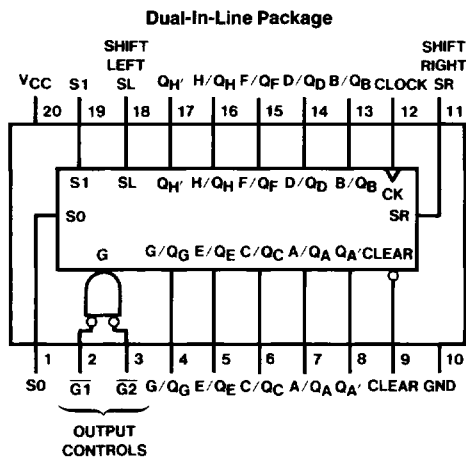 Dual-In-Line Package
SHIFT LEFT
SHIFT RIGHT
VCC S1 SL QH' H/QH F/QF D/QD B/QB CLOCK SR
20 19 18 17 16 15 14 13 12 11
S1 SL QH' H/QH F/QF D/QD B/QB CK
S0 SR
G G/QG E/QE C/QC A/QA QA' CLEAR
1 2 3 4 5 6 7 8 9 10
S0 G̅1̅ G̅2̅ G/QG E/QE C/QC A/QA QA' CLEAR GND
OUTPUT
CONTROLS